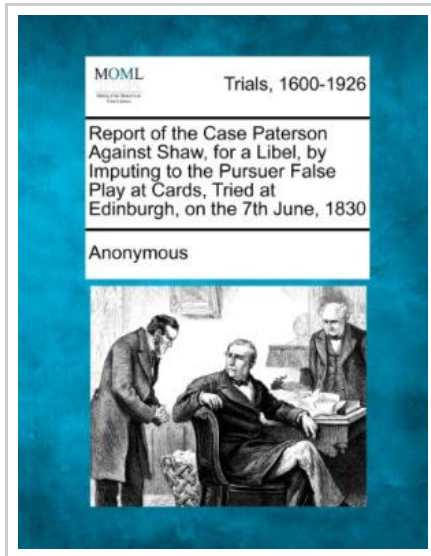 MOML
Trials, 1600-1926
Report of the Case Paterson
Against Shaw, for a Libel, by
Imputing to the Pursuer False
Play at Cards, Tried at
Edinburgh, on the 7th June, 1830
Anonymous